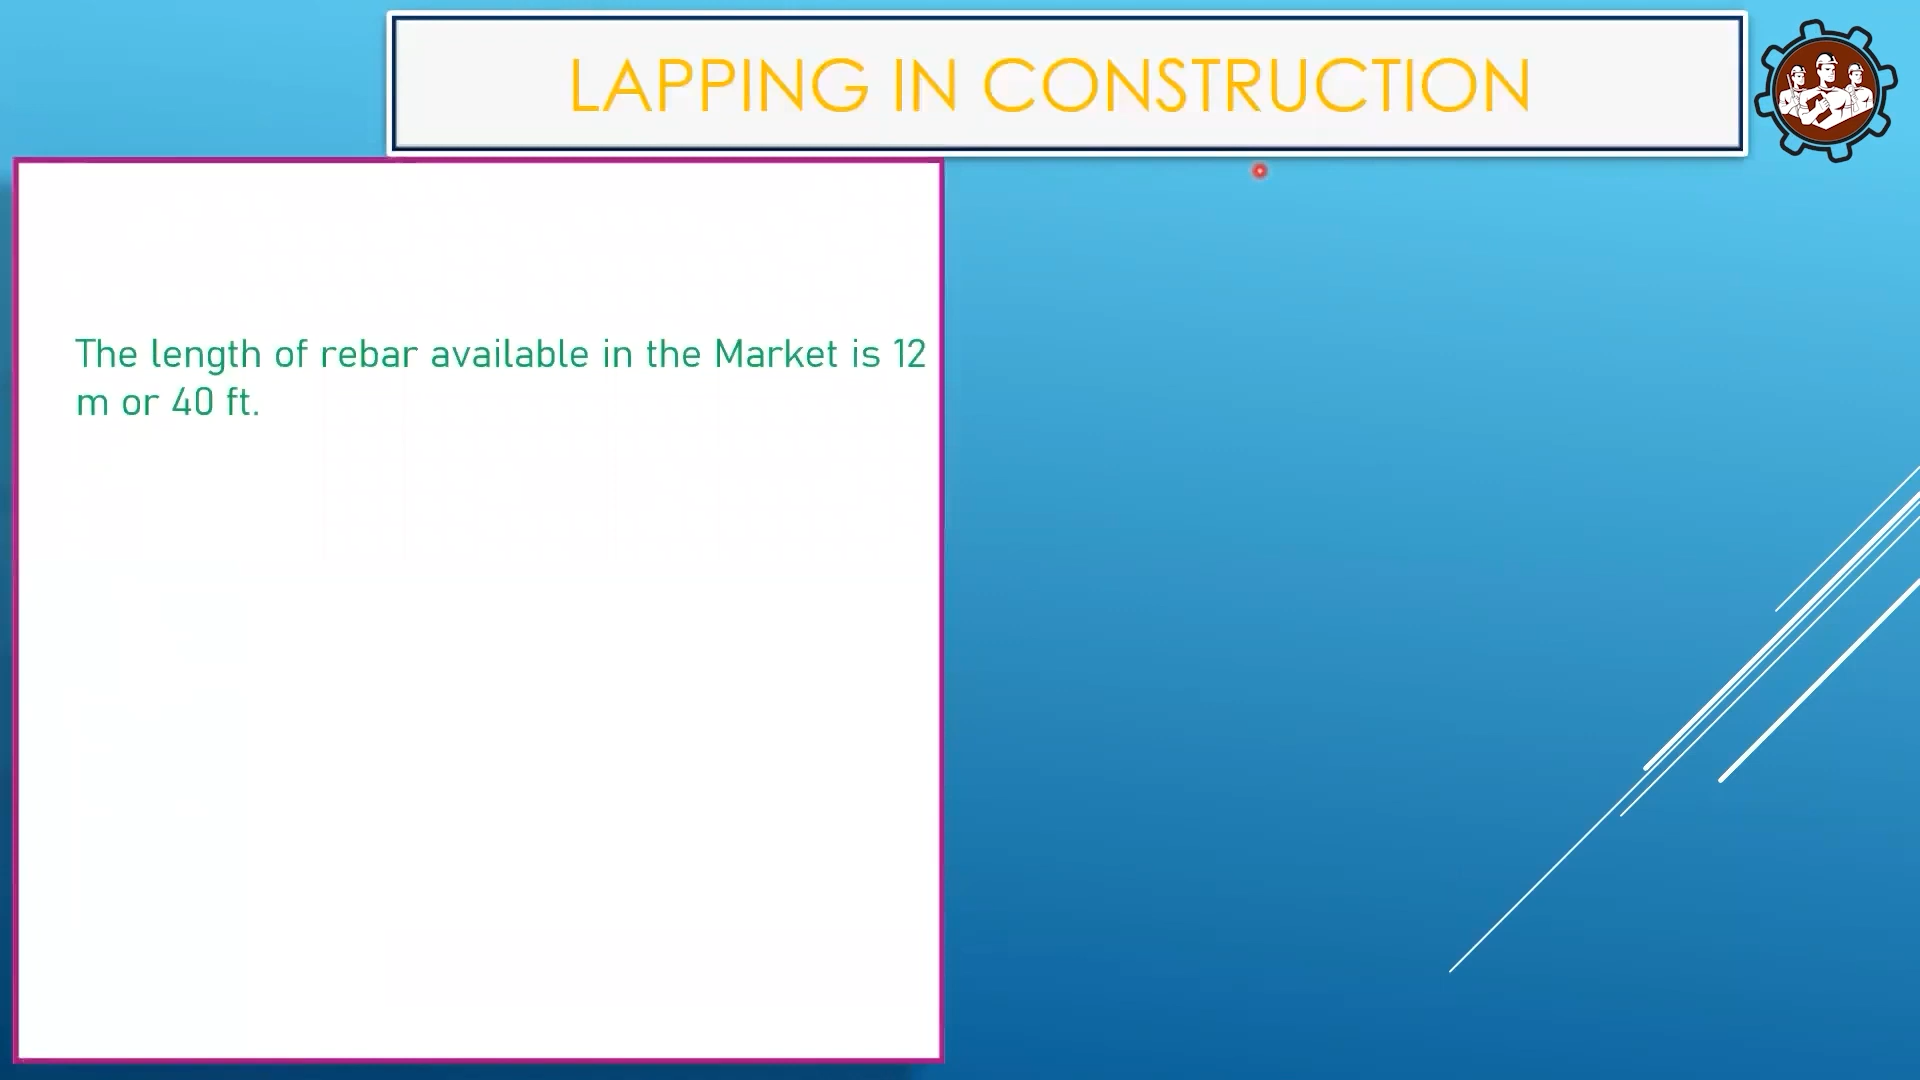 LAPPING IN CONSTRUCTION
The length of rebar available in the Market is 12
m or 40 ft.